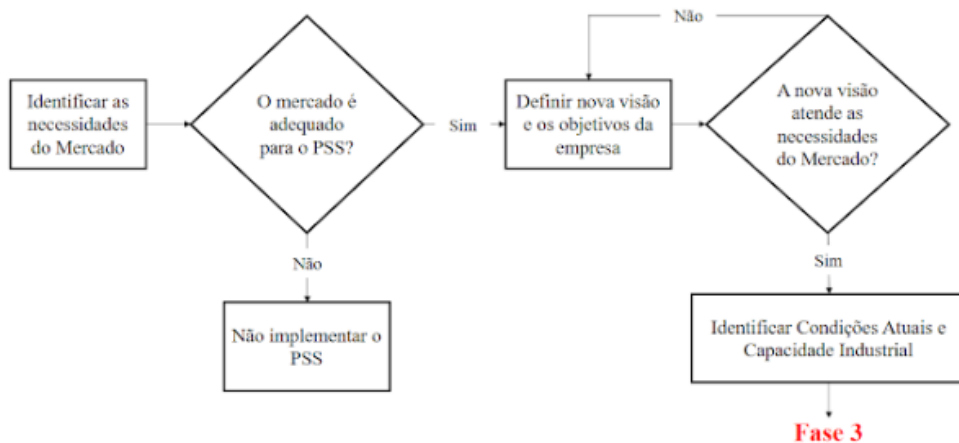 Identificar as
necessidades
do Mercado
O mercado é
adequado
para o PSS?
Sim
Não
Não implementar o
PSS
Definir nova visão
e os objetivos da
empresa
Não
A nova visão
atende as
necessidades
do Mercado?
Sim
Identificar Condições Atuais e
Capacidade Industrial
Fase 3